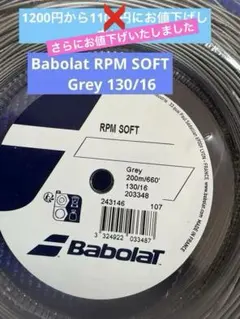 1200円から11 円にお値下げし
さらにお値下げいたしました
Babolat RPM SOFT
Grey 130/16
RPM SOFT
Grey
200m/660'
130/16
203348
243146 107
3 324922 033487
Babolat